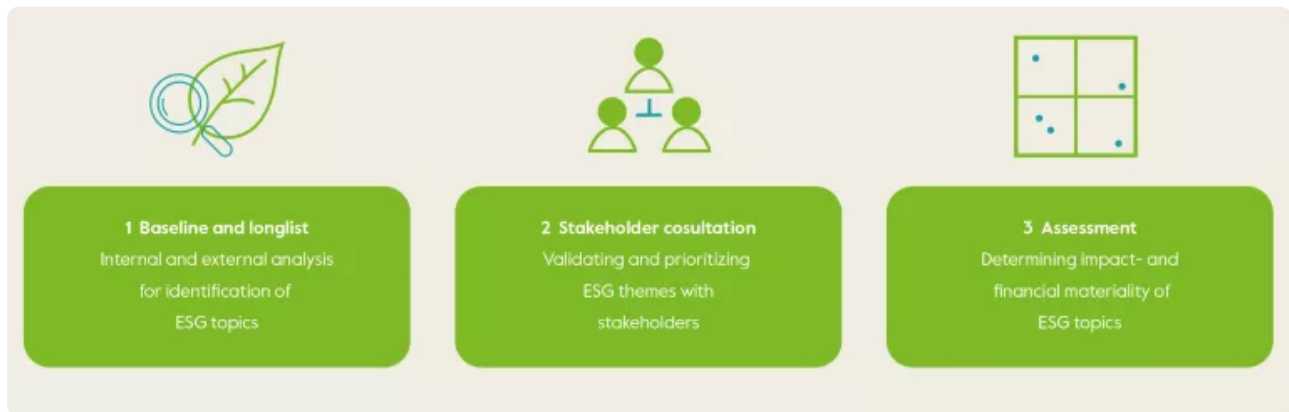 1 Baseline and longlist
Internal and external analysis
for identification of
ESG topics
2 Stakeholder cosultation
Validating and prioritizing
ESG themes with
stakeholders
3 Assessment
Determining impact- and
financial materiality of
ESG topics